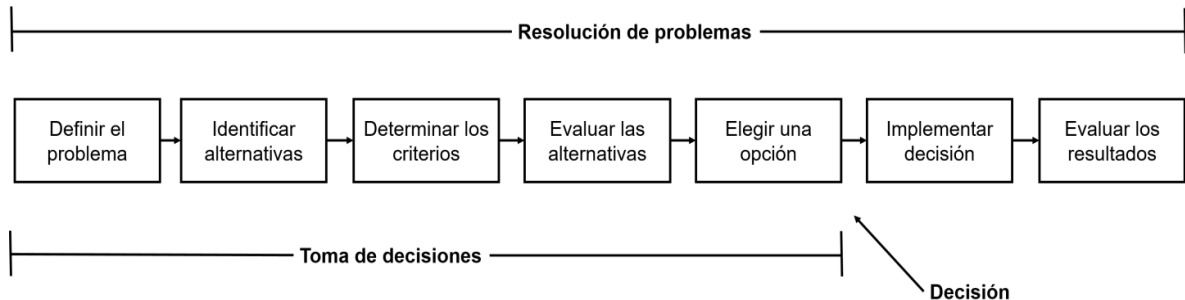 Resolución de problemas
Definir el
problema
Identificar
alternativas
Determinar los
criterios
Evaluar las
alternativas
Elegir una
opción
Implementar
decisión
Evaluar los
resultados
Toma de decisiones
Decisión